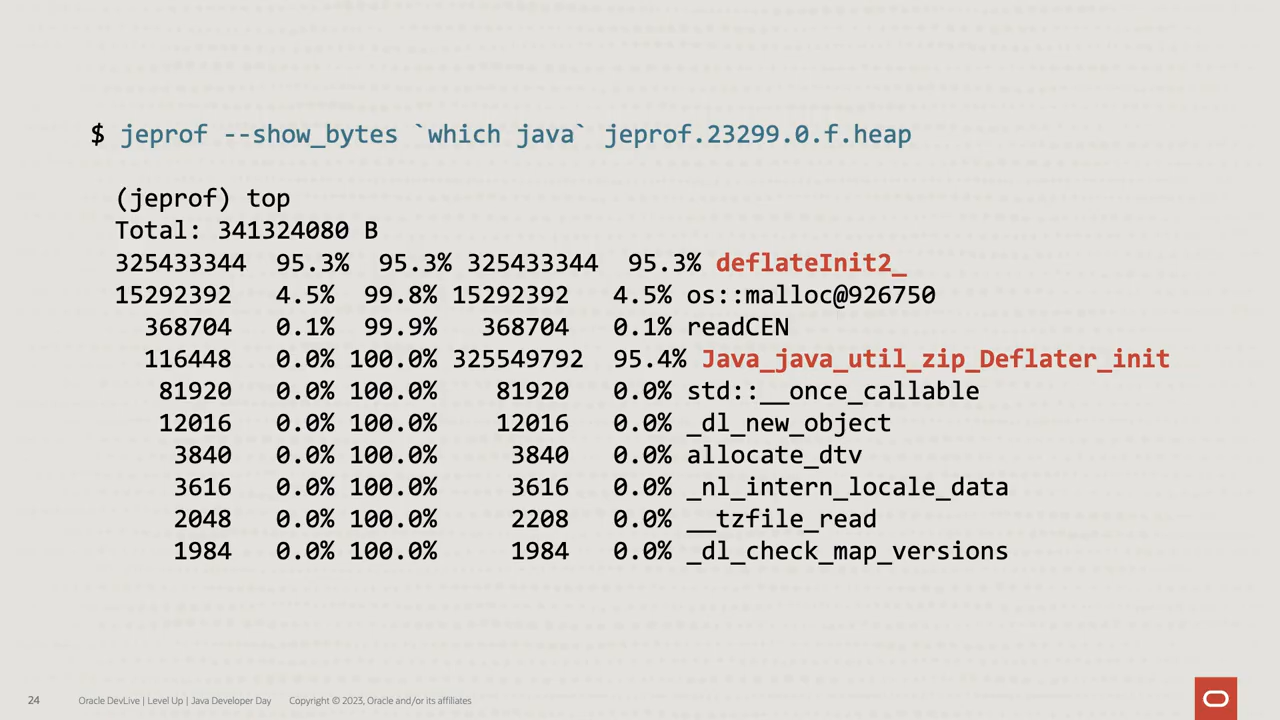 $ jeprof --show_bytes `which java` jeprof.23299.0.f.heap
(jeprof) top
Total: 341324080 B
325433344 95.3% 95.3% 325433344 95.3% deflateInit2_
15292392 4.5% 99.8% 15292392 4.5% os::malloc@926750
368704 0.1% 99.9% 368704 0.1% readCEN
116448 0.0% 100.0% 325549792 95.4% Java_java_util_zip_Deflater_init
81920 0.0% 100.0% 81920 0.0% std::__once_callable
12016 0.0% 100.0% 12016 0.0% _dl_new_object
3840 0.0% 100.0% 3840 0.0% allocate_dtv
3616 0.0% 100.0% 3616 0.0% _nl_intern_locale_data
2048 0.0% 100.0% 2208 0.0% __tzfile_read
1984 0.0% 100.0% 1984 0.0% _dl_check_map_versions
24 Oracle DevLive | Level Up | Java Developer Day Copyright © 2023, Oracle and/or its affiliates